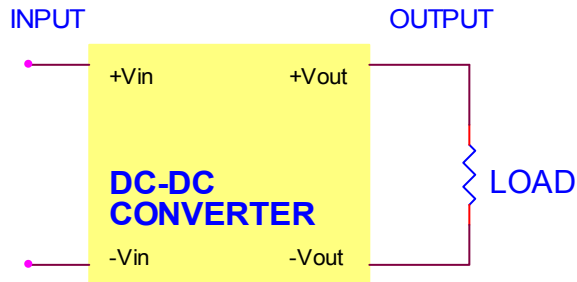 INPUT
OUTPUT
+Vin
+Vout
DC-DC
CONVERTER
LOAD
-Vin
-Vout